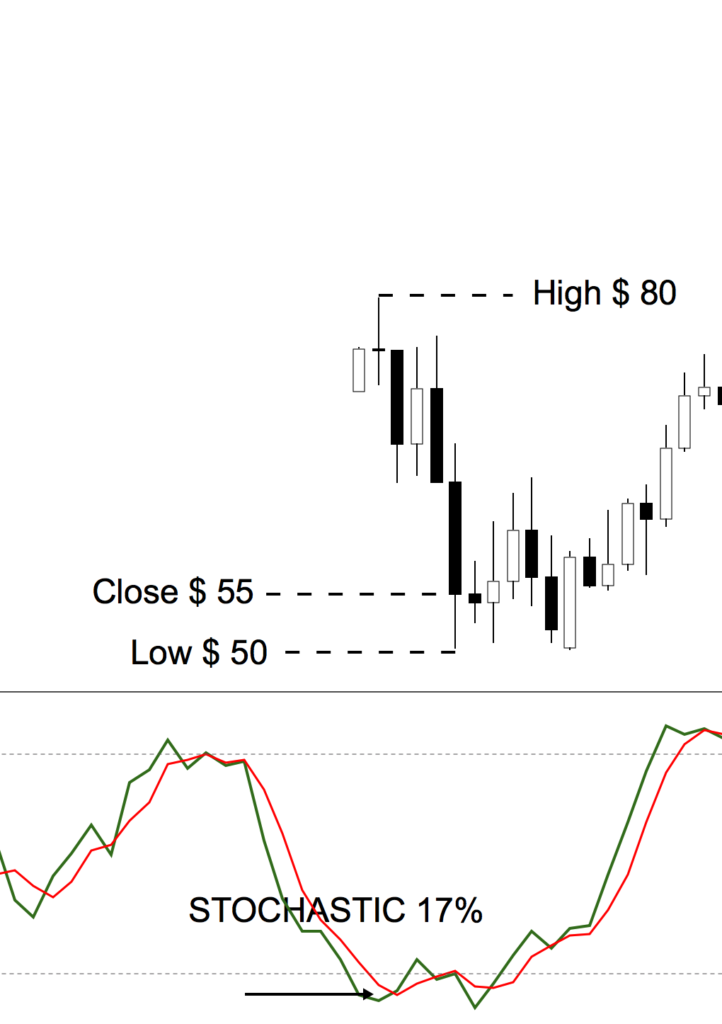 High $ 80
Close $ 55
Low $ 50
STOCHASTIC 17%